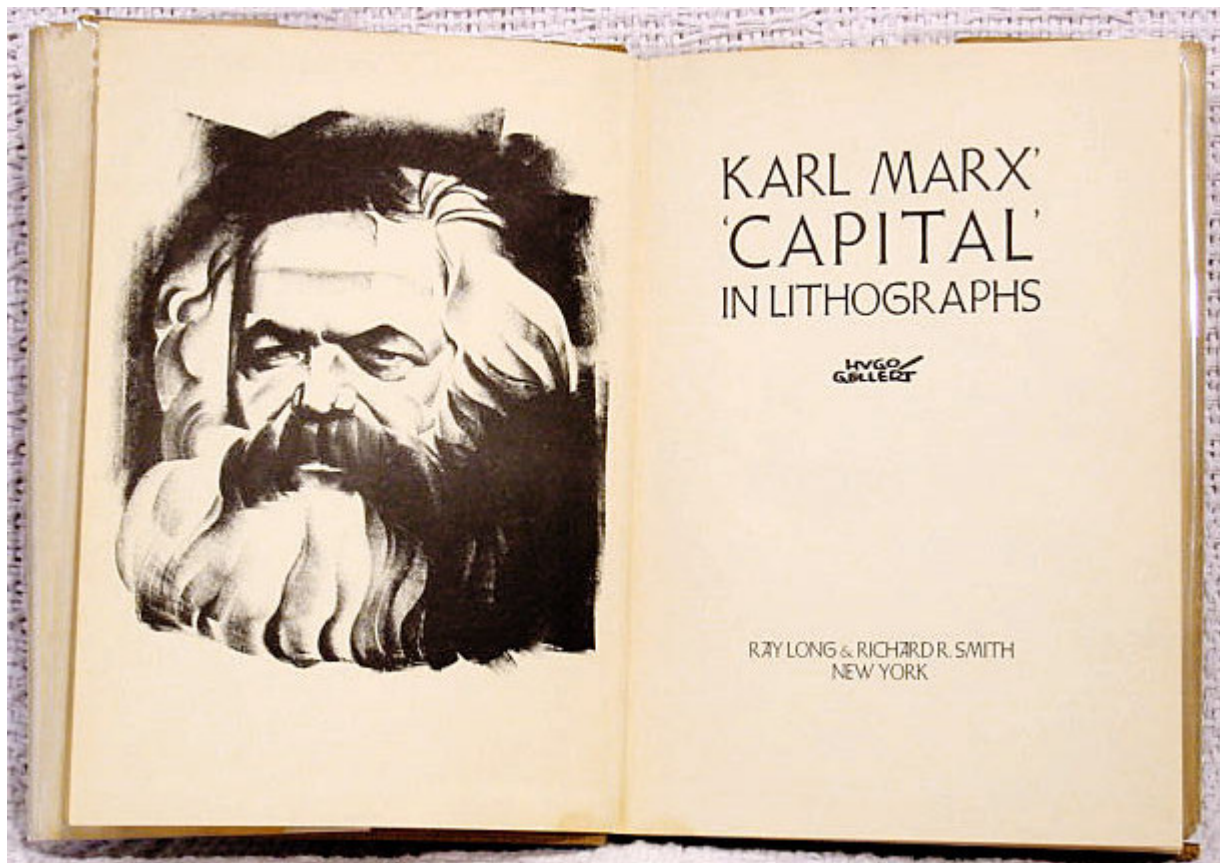 KARL MARX'
'CAPITAL'
IN LITHOGRAPHS
HUGO
GELLERT
RAY LONG & RICHARD R. SMITH
NEW YORK